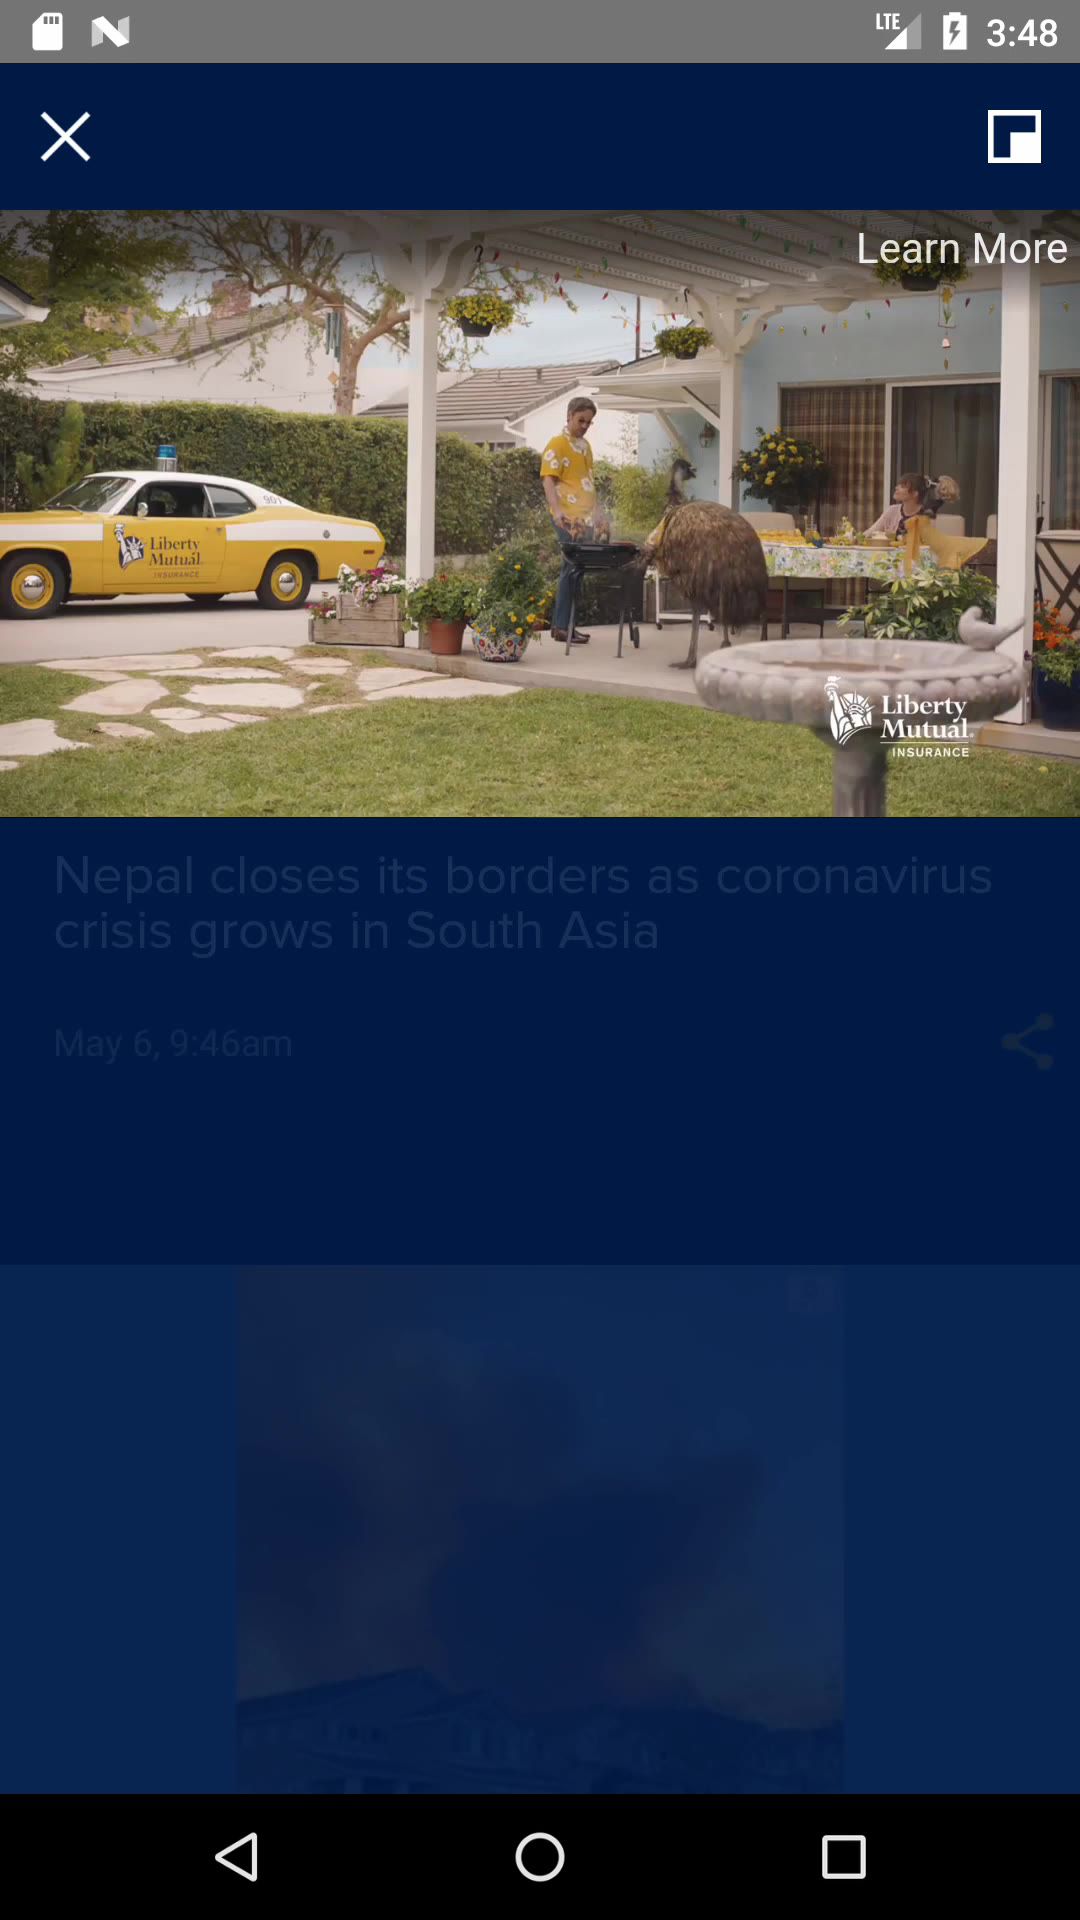 LTE
3:48
Learn More
901
Liberty
Mutual
INSURANCE
Liberty
Mutual.
INSURANCE
Nepal closes its borders as coronavirus
crisis grows in South Asia
May 6, 9:46am